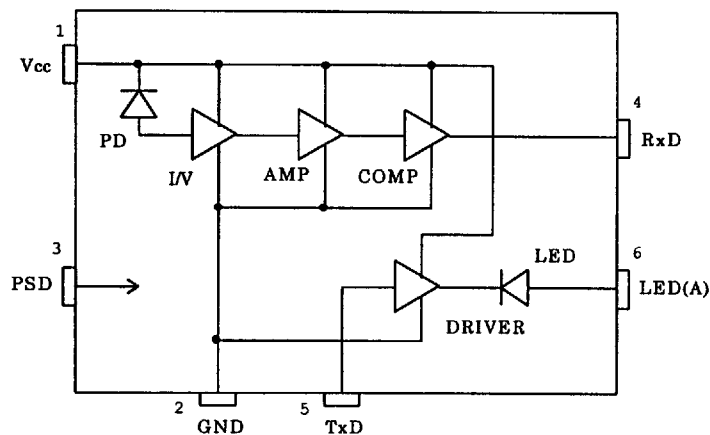 1
Vcc
PD
I/V
AMP
COMP
4
RxD
3
PSD
LED
6
LED(A)
DRIVER
2
GND
5
TxD